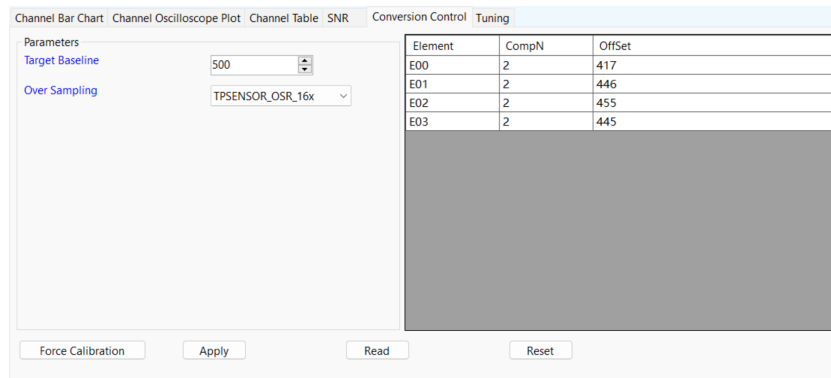 Channel Bar Chart Channel Oscilloscope Plot Channel Table SNR Conversion Control Tuning
Parameters
Target Baseline 500
Over Sampling TPSENSOR_OSR_16x
Element CompN OffSet
E00 2 417
E01 2 446
E02 2 455
E03 2 445
Force Calibration Apply Read Reset